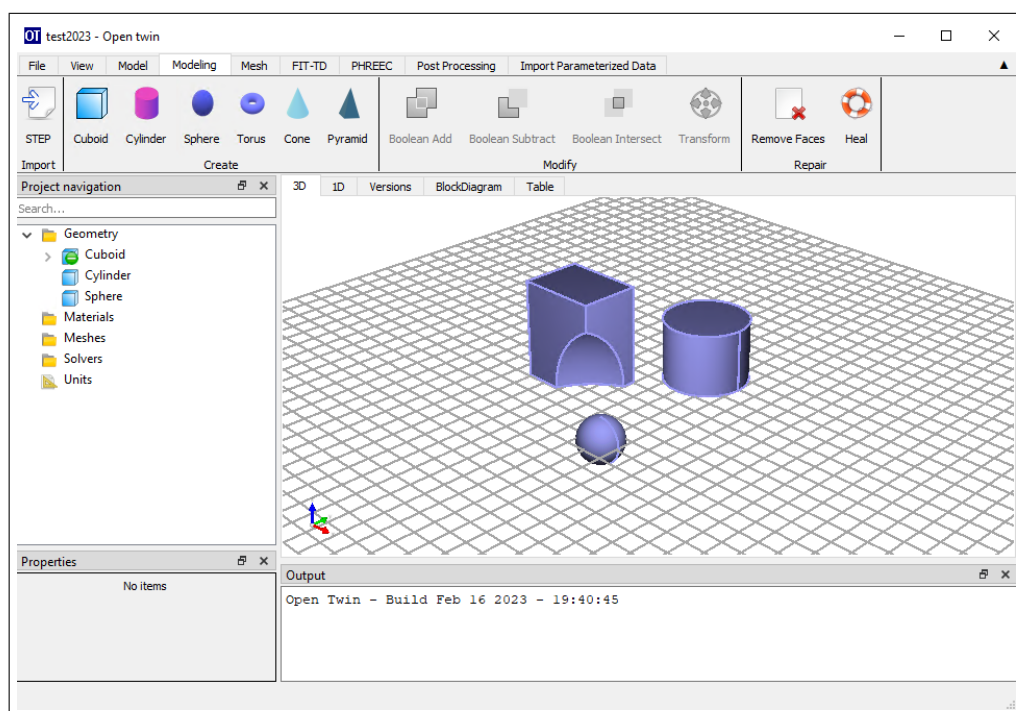 OT test2023 - Open twin
File View Model Modeling Mesh FIT-TD PHREEC Post Processing Import Parameterized Data
STEP Cuboid Cylinder Sphere Torus Cone Pyramid Boolean Add Boolean Subtract Boolean Intersect Transform Remove Faces Heal
Import Create Modify Repair
Project navigation
Search...
Geometry
Cuboid
Cylinder
Sphere
Materials
Meshes
Solvers
Units
3D 1D Versions BlockDiagram Table
Properties
No items
Output
Open Twin - Build Feb 16 2023 - 19:40:45